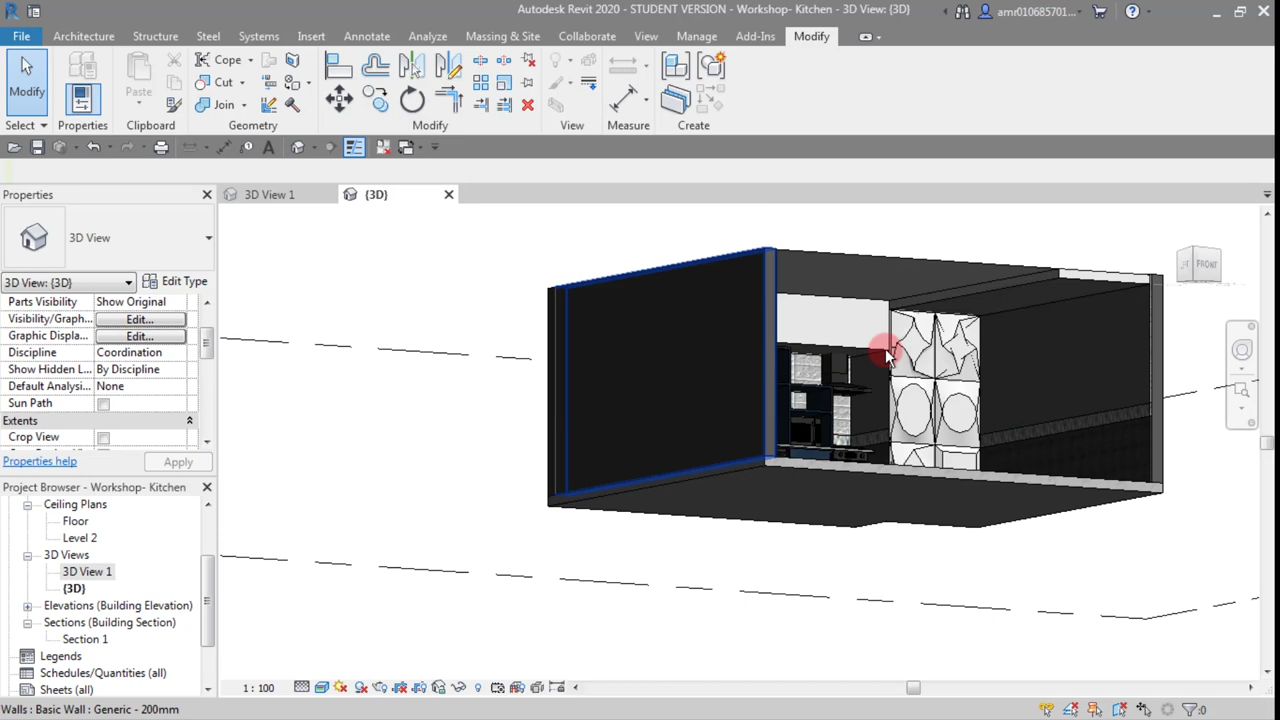 Autodesk Revit 2020 - STUDENT VERSION - Workshop- Kitchen - 3D View: {3D}
amr010685701...
File Architecture Structure Steel Systems Insert Annotate Analyze Massing & Site Collaborate View Manage Add-Ins Modify
Modify
Paste
Cope
Cut
Join
Select Properties Clipboard Geometry Modify View Measure Create
Properties
3D View 1
{3D}
3D View
3D View: {3D}
Edit Type
Parts Visibility Show Original
Visibility/Graph... Edit...
Graphic Displa... Edit...
Discipline Coordination
Show Hidden L... By Discipline
Default Analysi... None
Sun Path
Extents
Crop View
Properties help
Apply
Project Browser - Workshop- Kitchen
Ceiling Plans
Floor
Level 2
3D Views
3D View 1
{3D}
Elevations (Building Elevation)
Sections (Building Section)
Section 1
Legends
Schedules/Quantities (all)
Sheets (all)
FRONT
1 : 100
Walls : Basic Wall : Generic - 200mm
:0